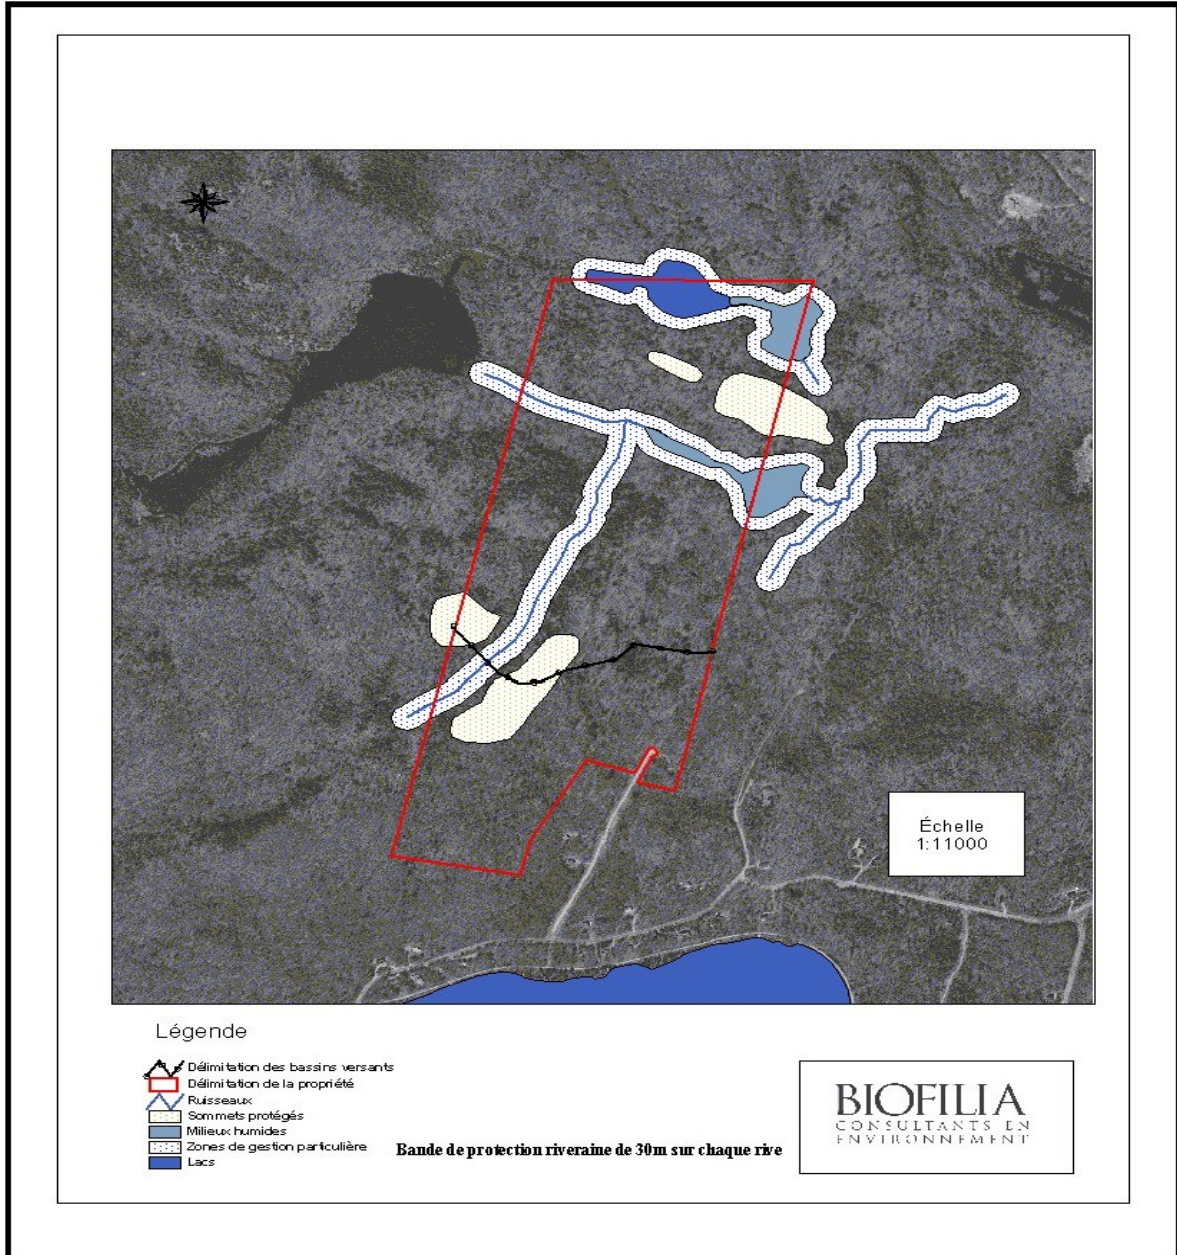 Échelle
1:11000
Légende
Délimitation des bassins versants
Délimitation de la propriété
Ruisseaux
Sommets protégés
Milieux humides
Zones de gestion particulière
Lacs
Bande de protection riveraine de 30m sur chaque rive
BIOFILIA
CONSULTANTS EN
ENVIRONNEMENT